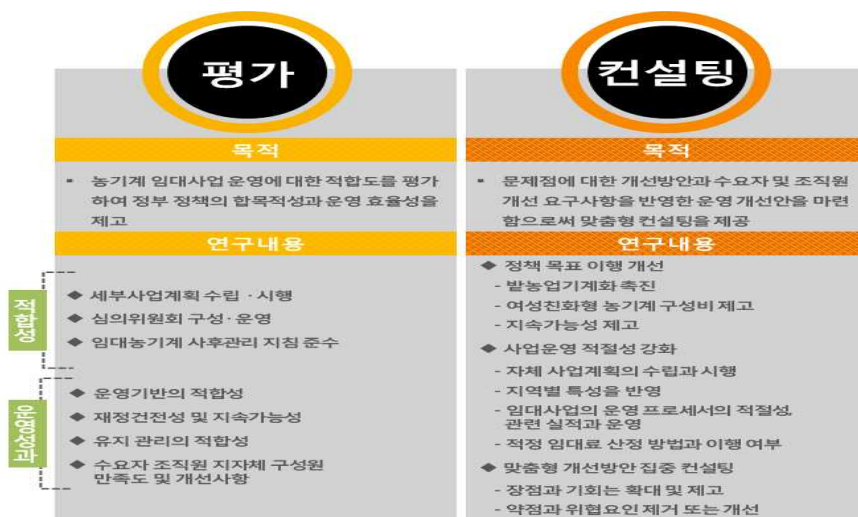 평가
목적
▪ 농기계 임대사업 운영에 대한 적합도를 평가
하여 정부 정책의 합목적성과 운영 효율성을
제고
연구내용
적합성
◆ 세부사업계획 수립 · 시행
◆ 심의위원회 구성· 운영
◆ 임대농기계 사후관리 지침 준수
운영성과
◆ 운영기반의 적합성
◆ 재정건전성 및 지속가능성
◆ 유지 관리의 적합성
◆ 수요자 조직원 지자체 구성원
만족도 및 개선사항
컨설팅
목적
▪ 문제점에 대한 개선방안과 수요자 및 조직원
개선 요구사항을 반영한 운영 개선안을 마련
함으로써 맞춤형 컨설팅을 제공
연구내용
◆ 정책 목표 이행 개선
- 밭농업기계화 촉진
- 여성친화형 농기계 구성비 제고
- 지속가능성 제고
◆ 사업운영 적절성 강화
- 자체 사업계획의 수립과 시행
- 지역별 특성을 반영
- 임대사업의 운영 프로세서의 적절성,
관련 실적과 운영
- 적정 임대료 산정 방법과 이행 여부
◆ 맞춤형 개선방안 집중 컨설팅
- 장점과 기회는 확대 및 제고
- 약점과 위협요인 제거 또는 개선